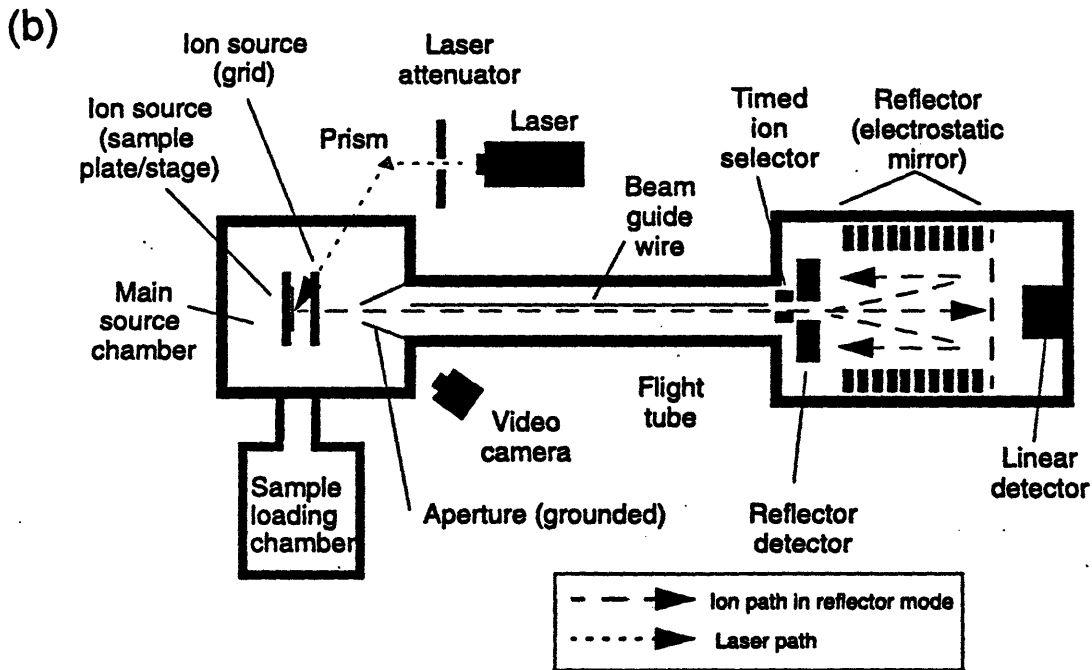 (b)
Ion source
(grid)
Laser
attenuator
Ion source
(sample
plate/stage)
Prism
Laser
Timed
ion
selector
Reflector
(electrostatic
mirror)
Beam
guide
wire
Main
source
chamber
Flight
tube
Video
camera
Linear
detector
Sample
loading
chamber
Aperture (grounded)
Reflector
detector
Ion path in reflector mode
Laser path